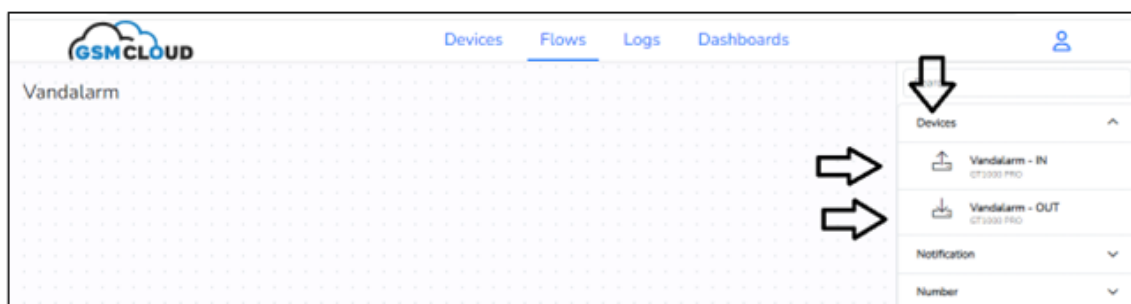 GSMCLOUD
Devices Flows Logs Dashboards
Vandalarm
Devices
Vandalarm - IN
GT1000 PRO
Vandalarm - OUT
GT1000 PRO
Notification
Number